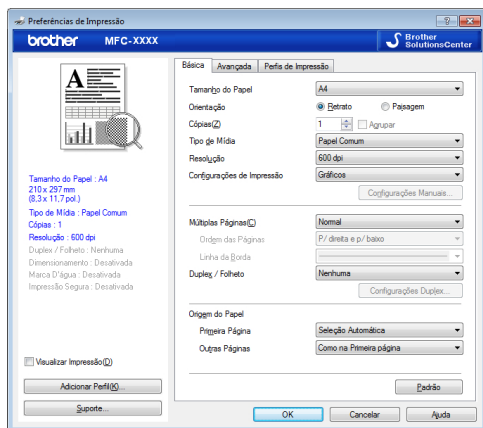 Preferências de Impressão
brother MFC-XXXX Brother SolutionsCenter
Básica Avançada Perfis de Impressão
Tamanho do Papel A4
Orientação Retrato Paisagem
Cópias(Z) 1 Agrupar
Tipo de Mídia Papel Comum
Resolução 600 dpi
Configurações de Impressão Gráficos
Configurações Manuais...
Tamanho do Papel : A4
210 x 297 mm
(8,3 x 11,7 pol.)
Tipo de Mídia : Papel Comum
Cópias : 1
Resolução : 600 dpi
Duplex / Folheto : Nenhuma
Dimensionamento : Desativada
Marca D'água : Desativada
Impressão Segura : Desativada
Múltiplas Páginas(C) Normal
Ordem das Páginas P/ direita e p/ baixo
Linha da Borda
Duplex / Folheto Nenhuma
Configurações Duplex...
Origem do Papel
Primeira Página Seleção Automática
Outras Páginas Como na Primeira página
Visualizar Impressão(D)
Adicionar Perfil(K)...
Suporte...
Padrão
OK Cancelar Ajuda